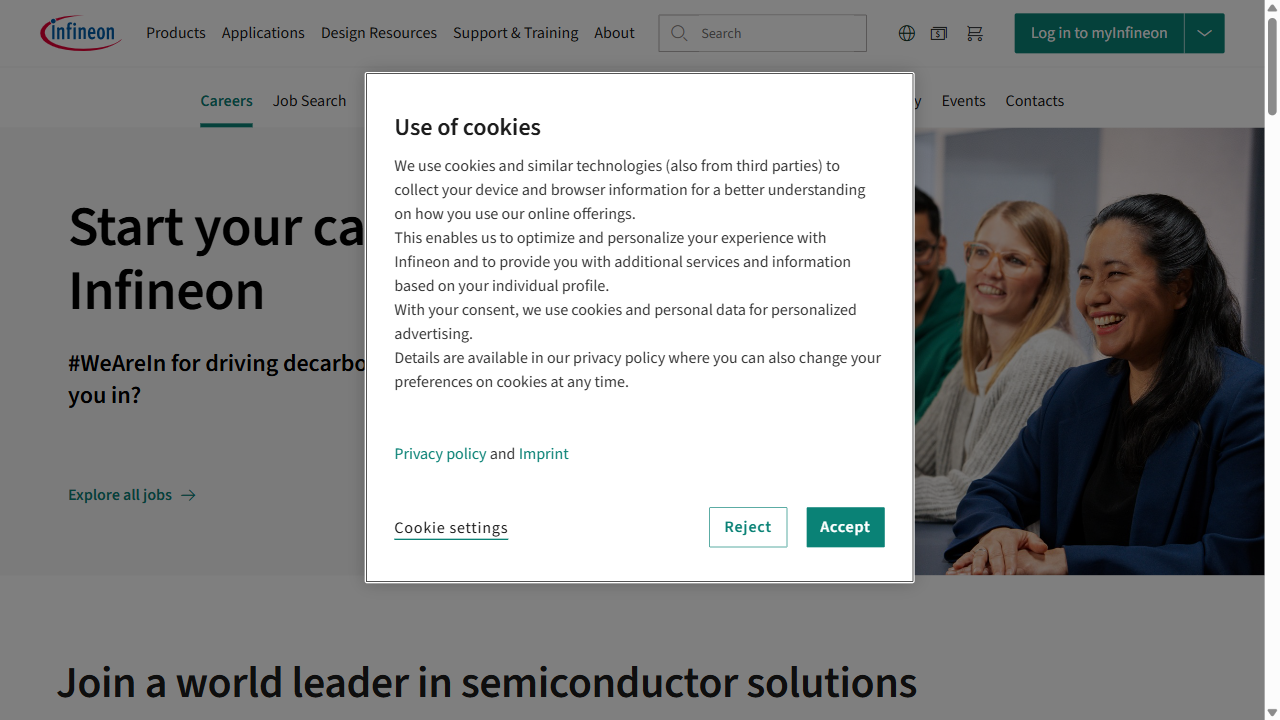 infineon
Products
Applications
Design Resources
Support & Training
About
Search
Log in to myInfineon
Careers
Job Search
y
Events
Contacts
Start your ca
Infineon
#WeAreIn for driving decarbo
you in?
Explore all jobs
Use of cookies
We use cookies and similar technologies (also from third parties) to
collect your device and browser information for a better understanding
on how you use our online offerings.
This enables us to optimize and personalize your experience with
Infineon and to provide you with additional services and information
based on your individual profile.
With your consent, we use cookies and personal data for personalized
advertising.
Details are available in our privacy policy where you can also change your
preferences on cookies at any time.
Privacy policy and Imprint
Cookie settings
Reject
Accept
Join a world leader in semiconductor solutions